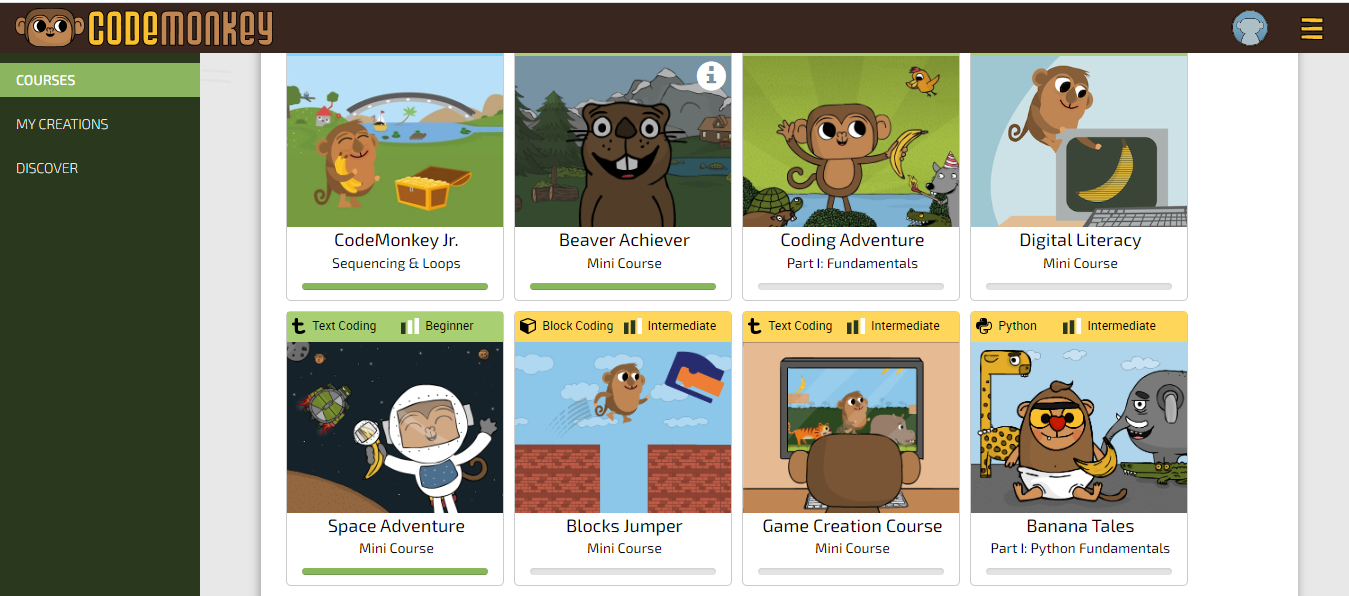 CODEMONKEY
COURSES
MY CREATIONS
DISCOVER
CodeMonkey Jr.
Sequencing & Loops
Beaver Achiever
Mini Course
Coding Adventure
Part I: Fundamentals
Digital Literacy
Mini Course
Text Coding Beginner
Space Adventure
Mini Course
Block Coding Intermediate
Blocks Jumper
Mini Course
Text Coding Intermediate
Game Creation Course
Mini Course
Python Intermediate
Banana Tales
Part I: Python Fundamentals